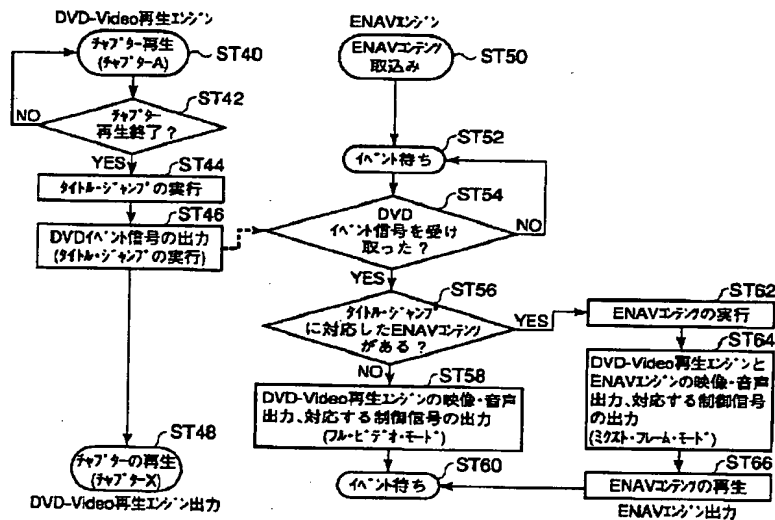 DVD-Video再生エンジン
チャプター再生
(チャプターA)
ST40
ST42
チャプター
再生終了？
NO
YES
ST44
タイトル・ジャンプの実行
ST46
DVDイベント信号の出力
(タイトル・ジャンプの実行)
ST48
チャプターの再生
(チャプターX)
DVD-Video再生エンジン出力
ENAVエンジン
ENAVコンテンツ
取込み
ST50
ST52
イベント待ち
ST54
DVD
イベント信号を受け
取った？
NO
YES
ST56
タイトル・ジャンプ
に対応したENAVコンテンツ
がある？
YES
NO
ST58
DVD-Video再生エンジンの映像・音声
出力、対応する制御信号の出力
(フル・ビデオ・モード)
ST60
イベント待ち
ST62
ENAVコンテンツの実行
ST64
DVD-Video再生エンジンと
ENAVエンジンの映像・音声
出力、対応する制御信号
の出力
(ミクスト・フレーム・モード)
ST66
ENAVコンテンツの再生
ENAVエンジン出力